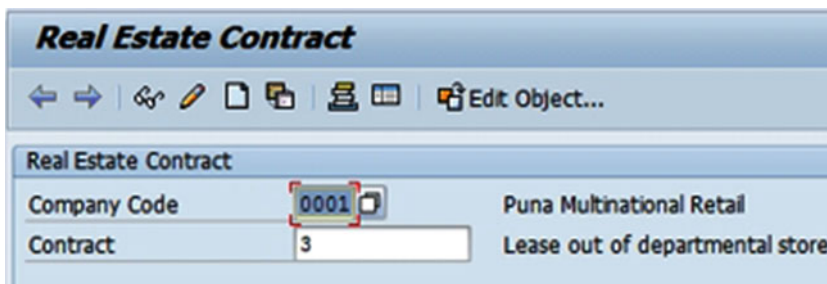 Real Estate Contract
Edit Object...
Real Estate Contract
Company Code 0001 Puna Multinational Retail
Contract 3 Lease out of departmental store